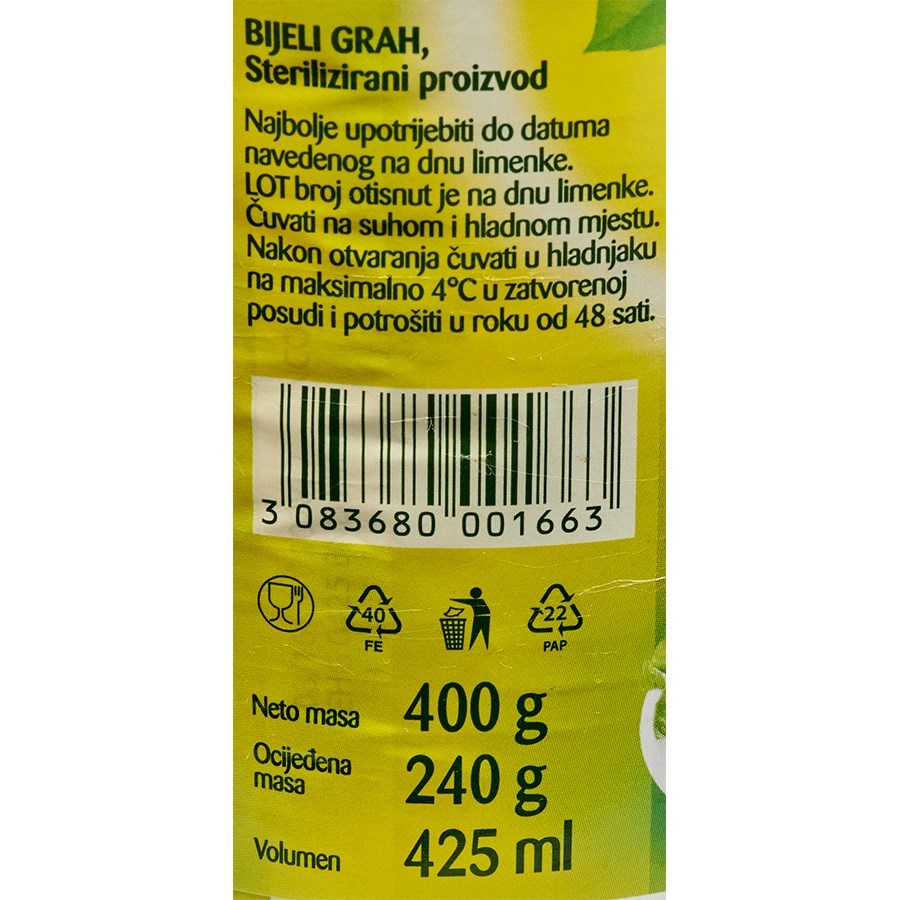 BIJELI GRAH,
Sterilizirani proizvod
Najbolje upotrijebiti do datuma
navedenog na dnu limenke.
LOT broj otisnut je na dnu limenke.
Čuvati na suhom i hladnom mjestu.
Nakon otvaranja čuvati u hladnjaku
na maksimalno 4°C u zatvorenoj
posudi i potrošiti u roku od 48 sati.
3 083680 001663
40 22
FE PAP
Neto masa 400 g
Ocijeđena
masa 240 g
Volumen 425 ml